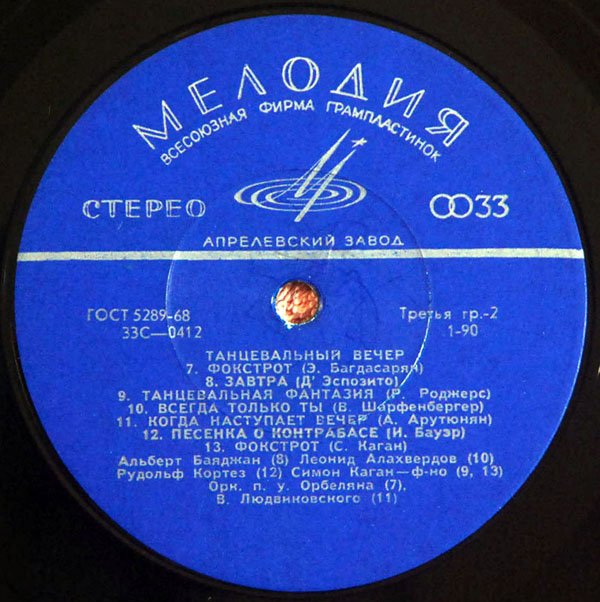 МЕЛОДИЯ
ВСЕСОЮЗНАЯ ФИРМА ГРАМПЛАСТИНОК
СТЕРЕО
33
АПРЕЛЕВСКИЙ ЗАВОД
ГОСТ 5289-68
33С—0412
Третья гр.-2
1-90
ТАНЦЕВАЛЬНЫЙ ВЕЧЕР
7. ФОКСТРОТ (Э. Багдасарян)
8. ЗАВТРА (Д' Эспозито)
9. ТАНЦЕВАЛЬНАЯ ФАНТАЗИЯ (Р. Роджерс)
10. ВСЕГДА ТОЛЬКО ТЫ (В. Шарфенбергер)
11. КОГДА НАСТУПАЕТ ВЕЧЕР (А. Арутюнян)
12. ПЕСЕНКА О КОНТРАБАСЕ (И. Бауэр)
13. ФОКСТРОТ (С. Каган)
Альберт Баяджан (8) Леонид Алахвердов (10)
Рудольф Кортез (12) Симон Каган—ф-но (9, 13)
Орк. п. у. Орбеляна (7),
В. Людвиковского (11)